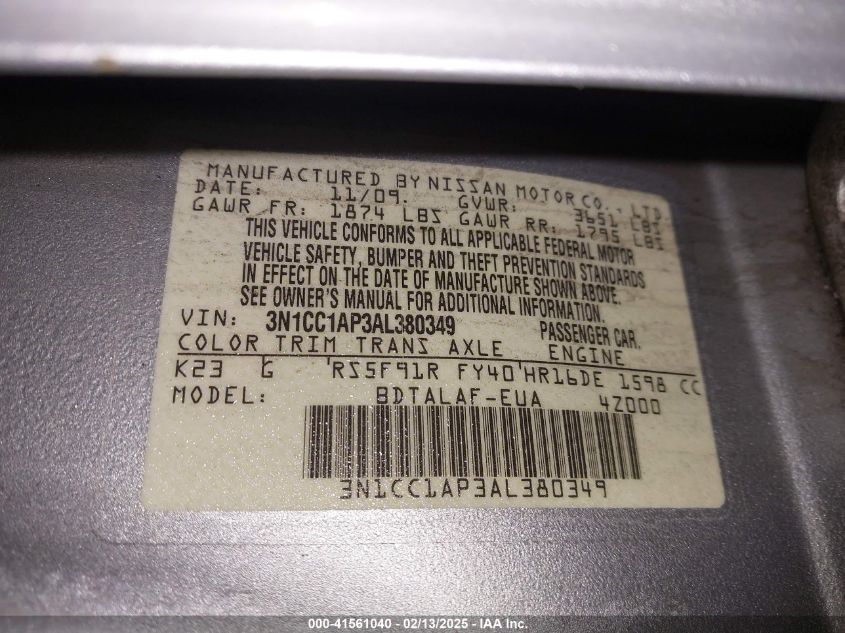 MANUFACTURED BY NISSAN MOTOR CO., LTD
DATE: 11/09. GVWR: 3651 LBS
GAWR FR: 1874 LBS GAWR RR: 1795 LBS
THIS VEHICLE CONFORMS TO ALL APPLICABLE FEDERAL MOTOR
VEHICLE SAFETY, BUMPER AND THEFT PREVENTION STANDARDS
IN EFFECT ON THE DATE OF MANUFACTURE SHOWN ABOVE.
SEE OWNER'S MANUAL FOR ADDITIONAL INFORMATION.
VIN: 3N1CC1AP3AL380349 PASSENGER CAR.
COLOR TRIM TRANS AXLE ENGINE
K23 G RS5F91R FY40 HR16DE 1598 CC
MODEL: BDTALAF-EUA 4Z000
3N1CC1AP3AL380349
000-41561040 - 02/13/2025 - IAA Inc.